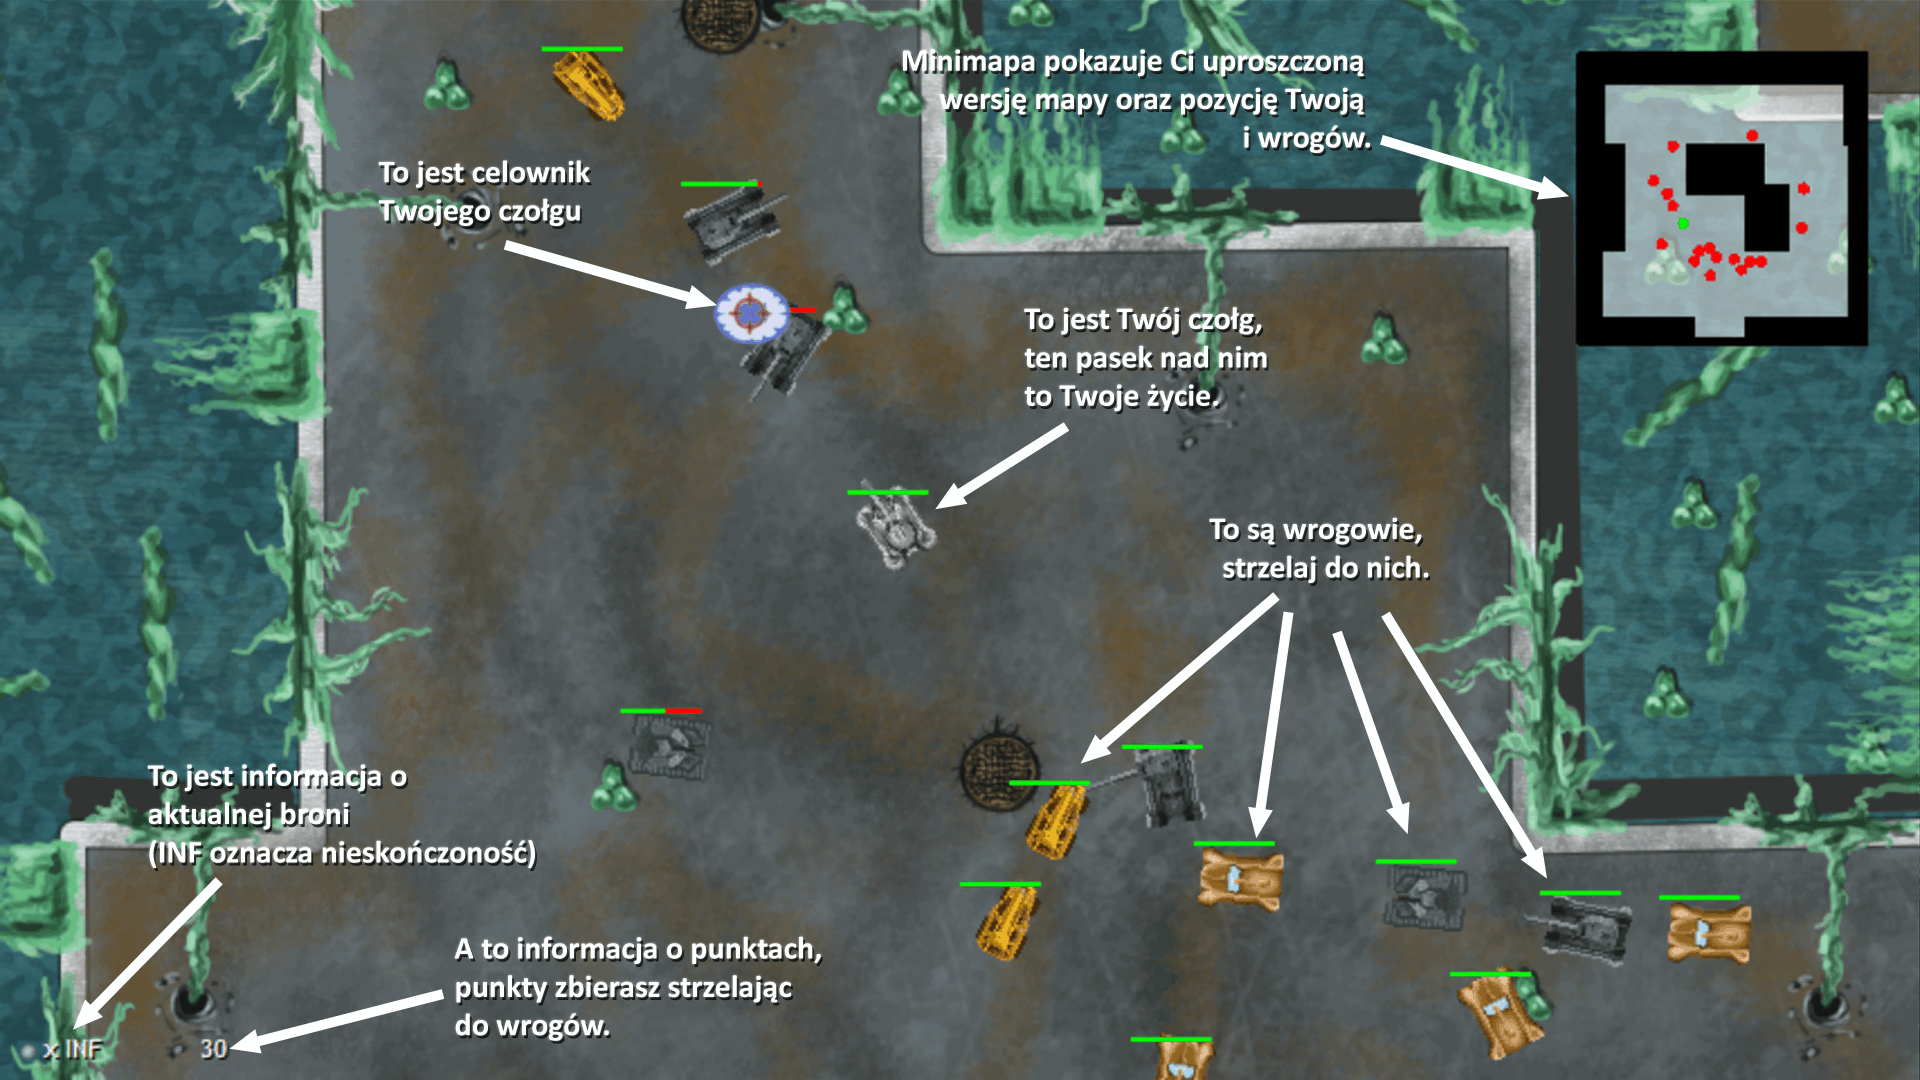 Minimapa pokazuje Ci uproszczoną
wersję mapy oraz pozycję Twoją
i wrogów.
To jest celownik
Twojego czołgu
To jest Twój czołg,
ten pasek nad nim
to Twoje życie.
To są wrogowie,
strzelaj do nich.
To jest informacja o
aktualnej broni
(INF oznacza nieskończoność)
A to informacja o punktach,
punkty zbierasz strzelając
do wrogów.
x INF
30